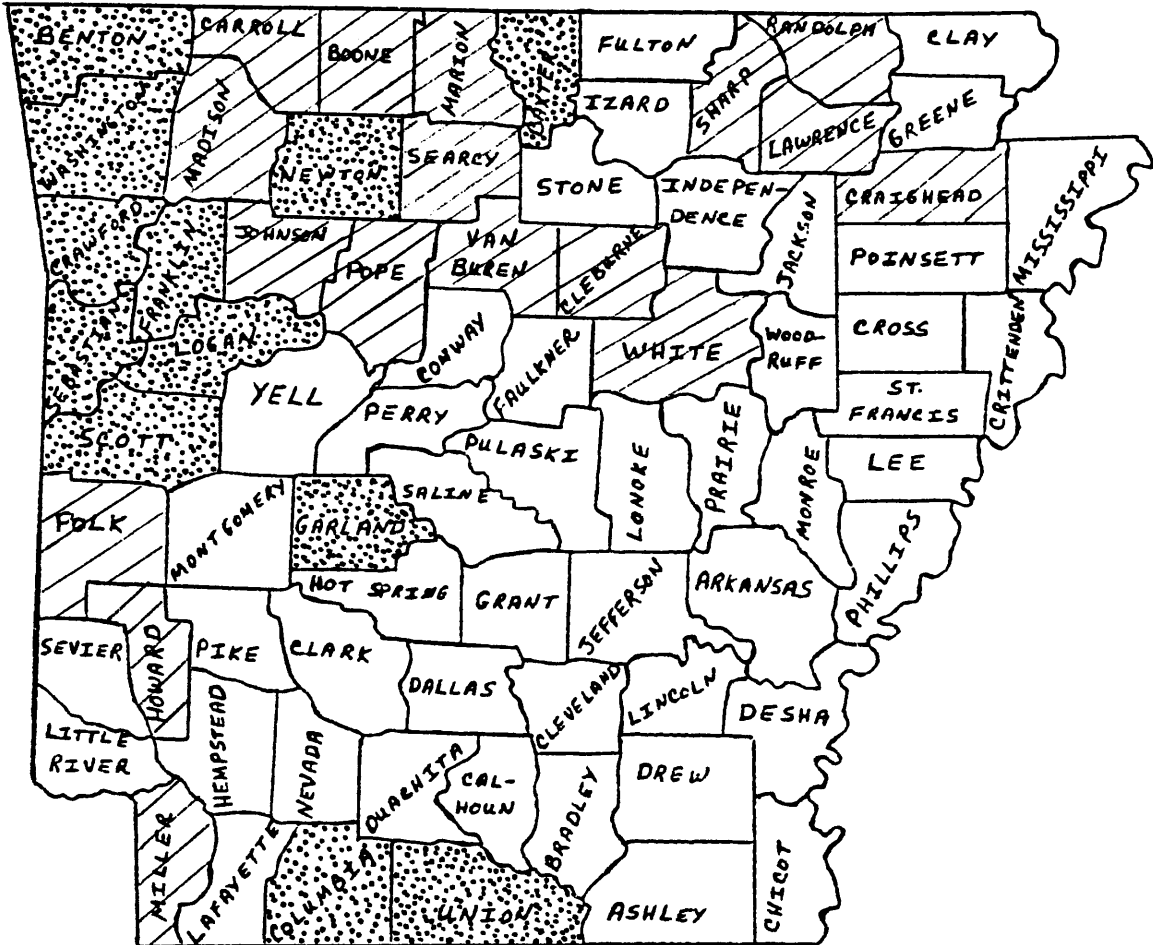 BENTON
CARROLL
BOONE
MARION
BAXTER
FULTON
RANDOLPH
CLAY
WASHINGTON
MADISON
NEWTON
SEARCY
IZARD
SHARP
LAWRENCE
GREENE
STONE
INDEPEN-
DENCE
JACKSON
CRAIGHEAD
MISSISSIPPI
CRAWFORD
FRANKLIN
JOHNSON
POPE
VAN
BUREN
CLEBURNE
POINSETT
SEBASTIAN
LOGAN
CONWAY
FAULKNER
WHITE
WOOD-
RUFF
CROSS
CRITTENDEN
YELL
PERRY
ST.
FRANCIS
SCOTT
PULASKI
LONOKE
PRAIRIE
MONROE
LEE
POLK
MONTGOMERY
GARLAND
SALINE
PHILLIPS
HOT SPRING
GRANT
JEFFERSON
ARKANSAS
SEVIER
HOWARD
PIKE
CLARK
DALLAS
CLEVELAND
LINCOLN
DESHA
LITTLE
RIVER
HEMPSTEAD
NEVADA
OUACHITA
CAL-
HOUN
BRADLEY
DREW
MILLER
LAFAYETTE
COLUMBIA
UNION
ASHLEY
CHICOT